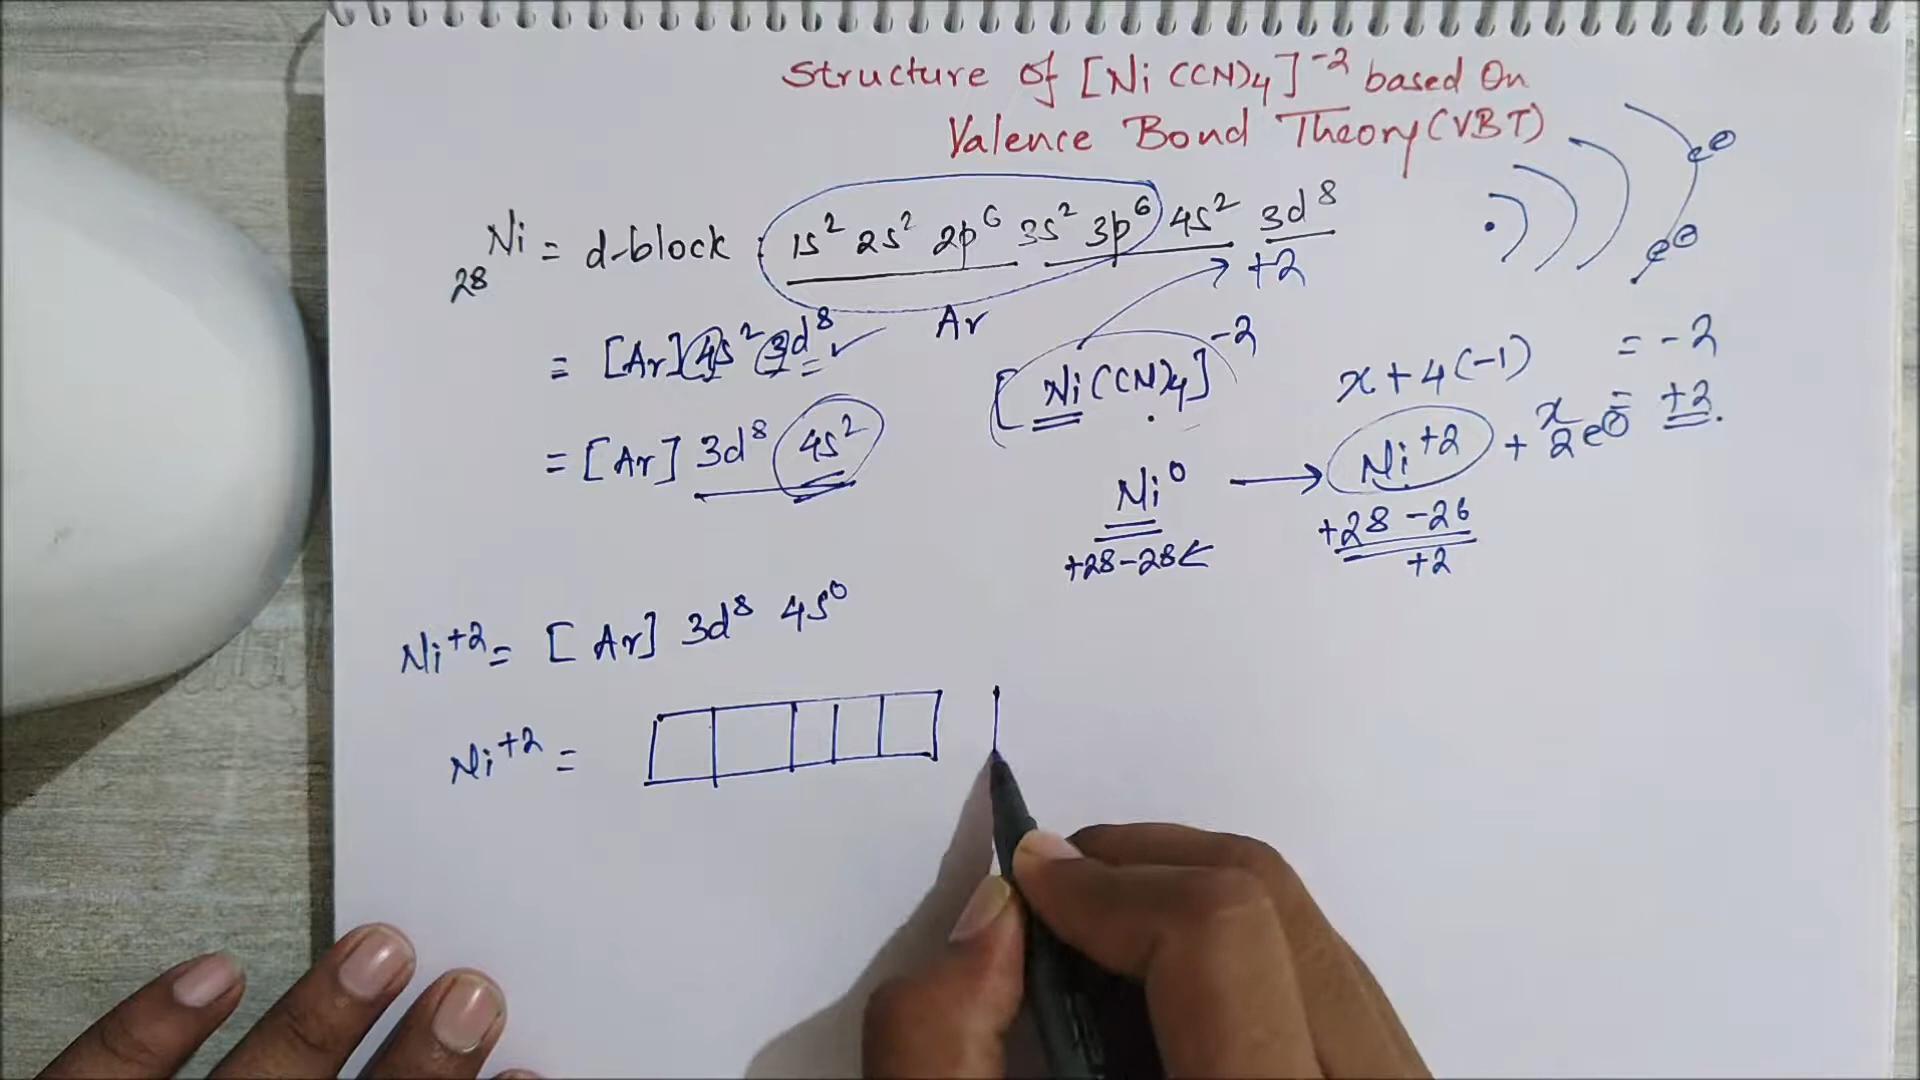 Structure of [Ni(CN)4]⁻² based on
Valence Bond Theory (VBT)
₂₈Ni = d-block 1s² 2s² 2p⁶ 3s² 3p⁶ 4s² 3d⁸
+2
Ar
e⊖
e⊖
= [Ar] 4s² 3d⁸ ✓
[Ni(CN)4]⁻²
x + 4(-1) = -2
x = +2.
= [Ar] 3d⁸ 4s²
Ni⁰ → Ni⁺² + 2e⊖
+28-28 +28-26
+2
Ni⁺² = [Ar] 3d⁸ 4s⁰
Ni⁺² =